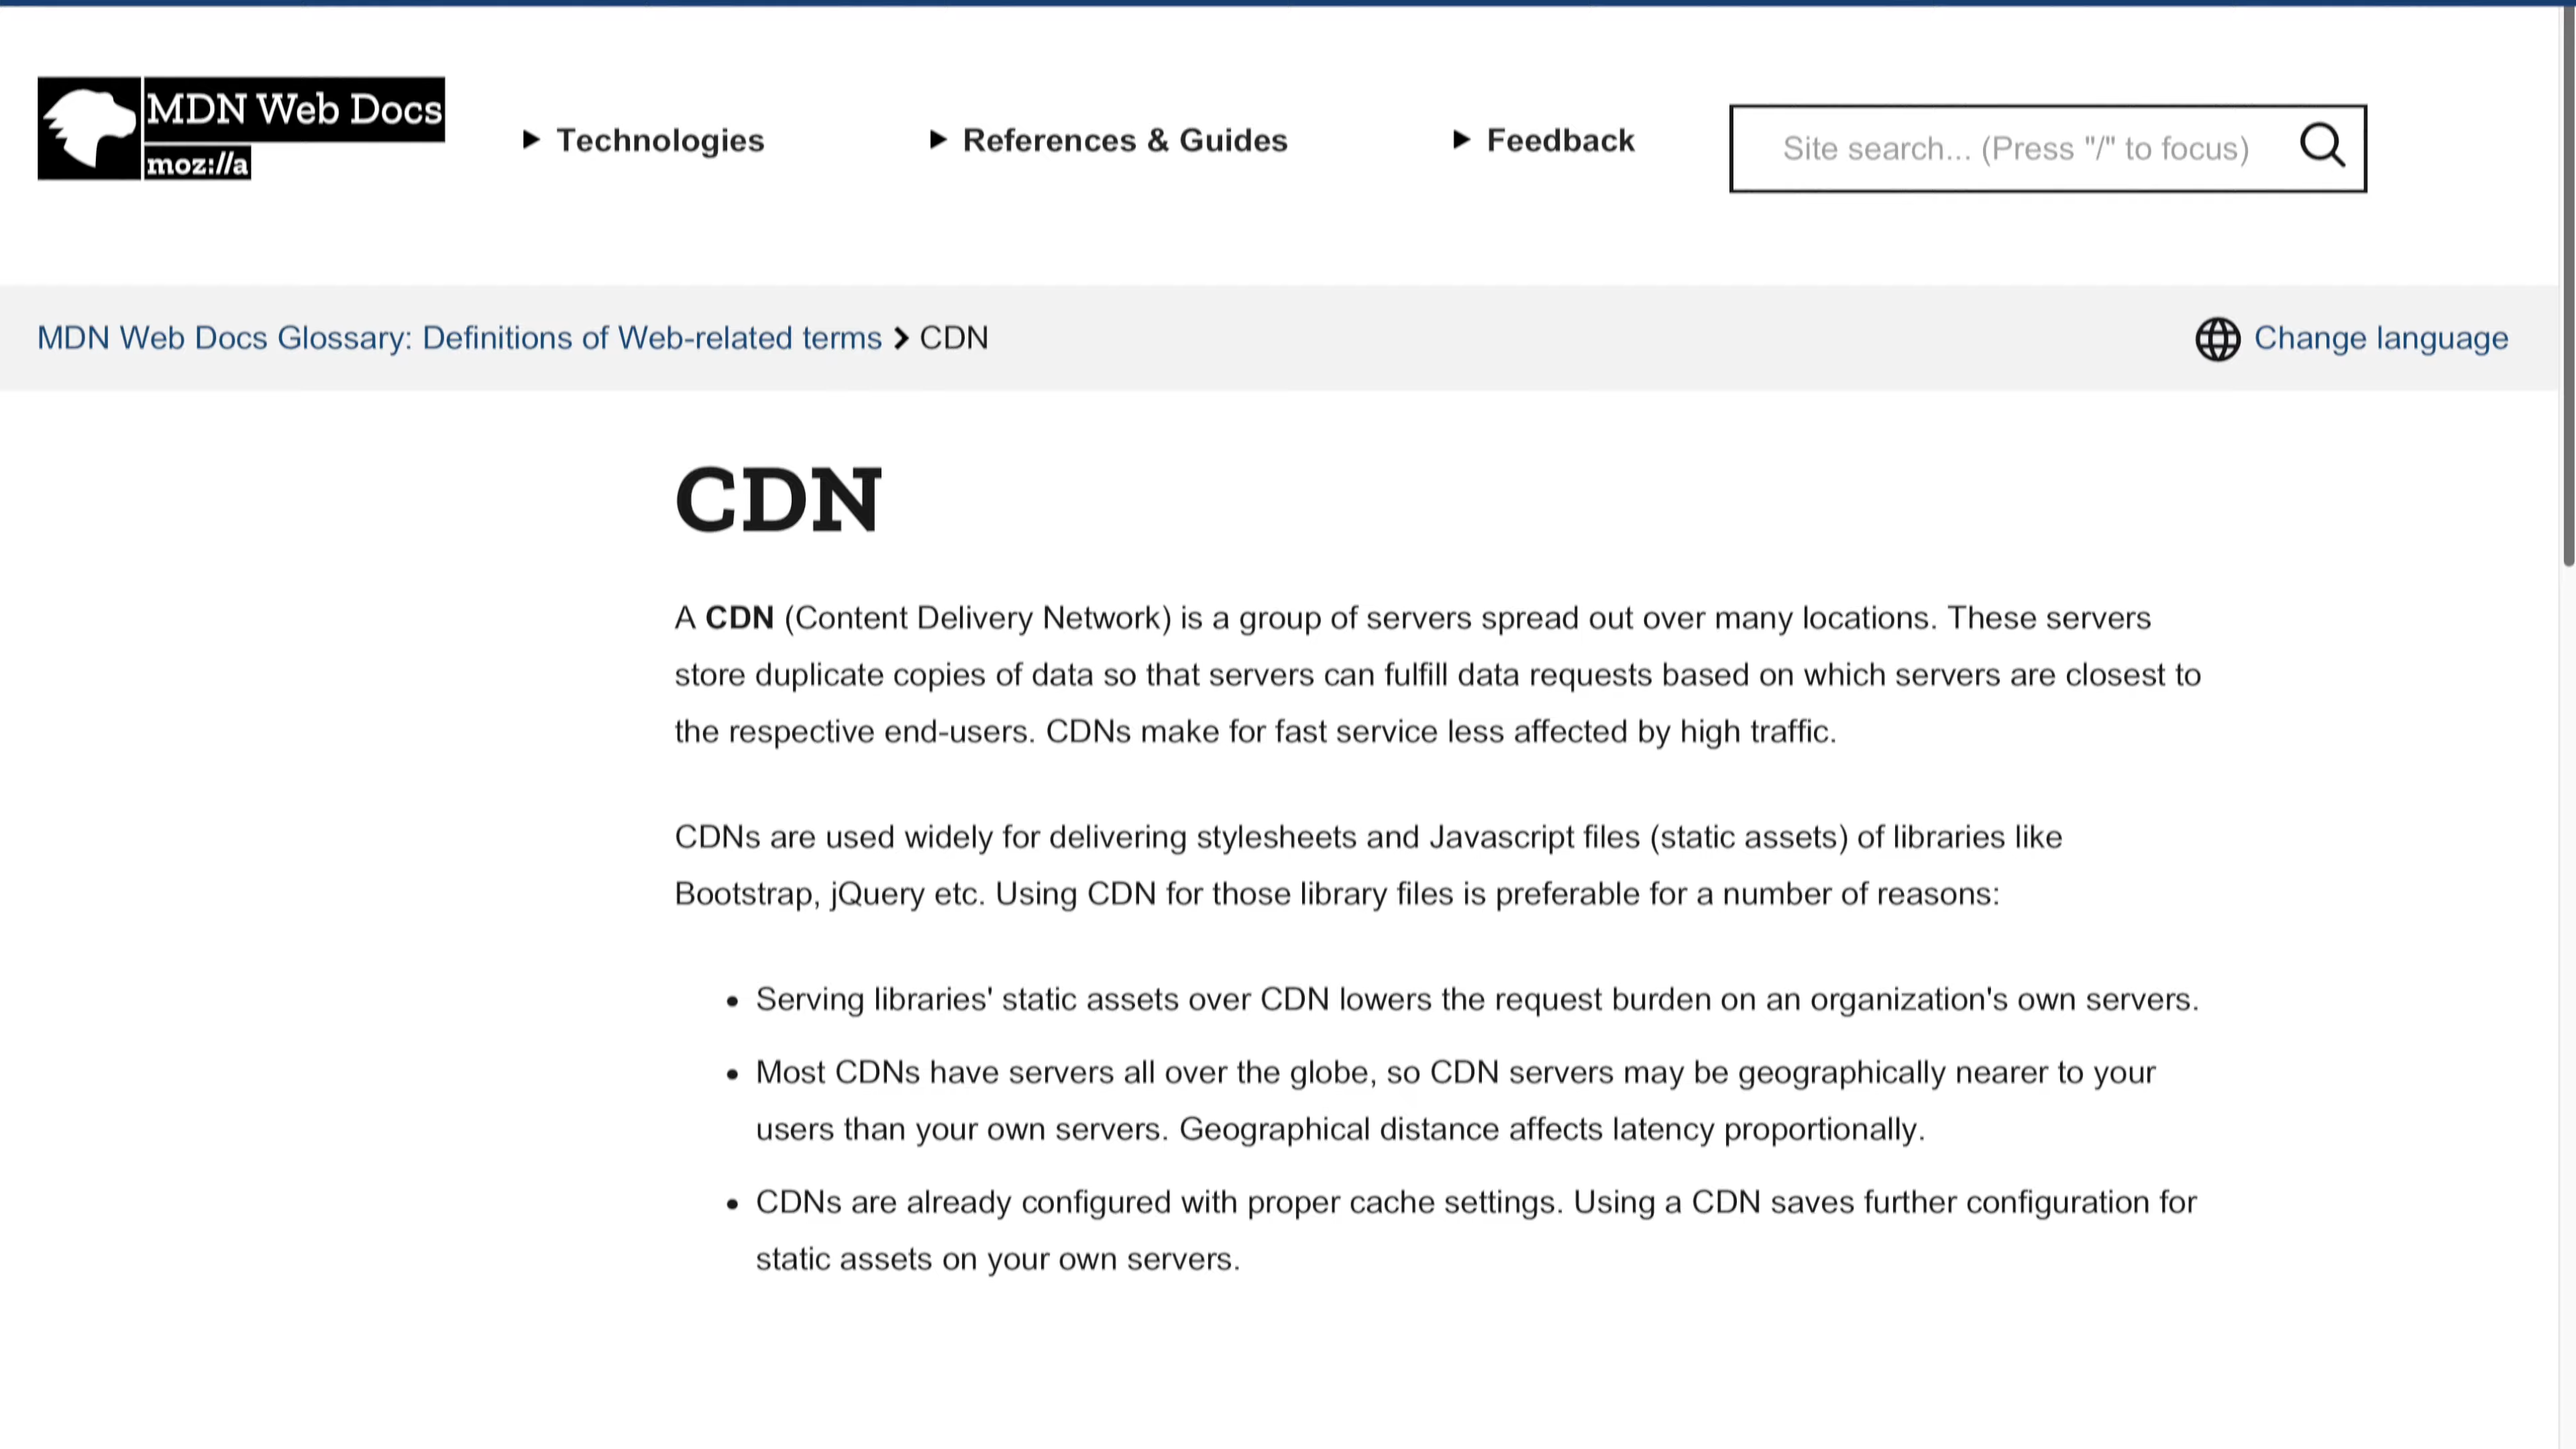 MDN Web Docs
moz://a
Technologies
References & Guides
Feedback
Site search... (Press "/" to focus)
MDN Web Docs Glossary: Definitions of Web-related terms > CDN
Change language
CDN
A CDN (Content Delivery Network) is a group of servers spread out over many locations. These servers
store duplicate copies of data so that servers can fulfill data requests based on which servers are closest to
the respective end-users. CDNs make for fast service less affected by high traffic.
CDNs are used widely for delivering stylesheets and Javascript files (static assets) of libraries like
Bootstrap, jQuery etc. Using CDN for those library files is preferable for a number of reasons:
• Serving libraries' static assets over CDN lowers the request burden on an organization's own servers.
• Most CDNs have servers all over the globe, so CDN servers may be geographically nearer to your
users than your own servers. Geographical distance affects latency proportionally.
• CDNs are already configured with proper cache settings. Using a CDN saves further configuration for
static assets on your own servers.